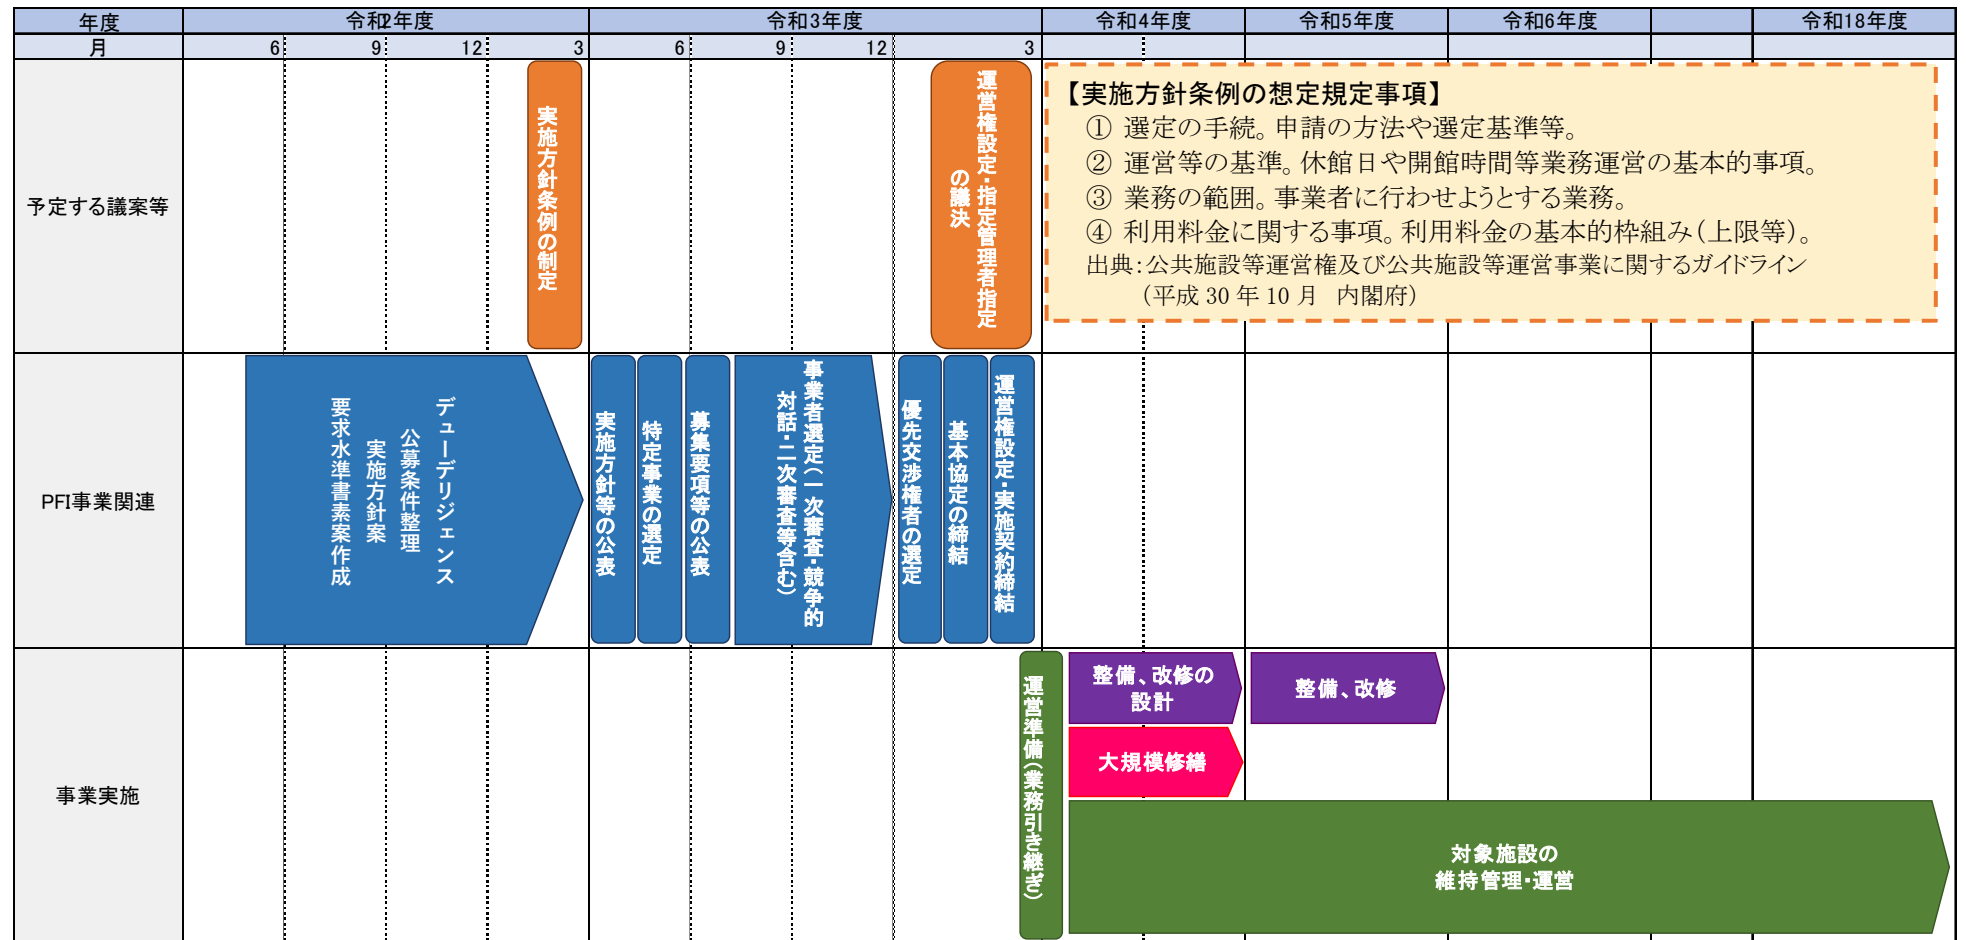 年度
令和2年度
令和3年度
令和4年度
令和5年度
令和6年度
令和18年度
月
6
9
12
3
6
9
12
3
予定する議案等
実施方針条例の制定
運営権設定・指定管理者指定
の議決
【実施方針条例の想定規定事項】
① 選定の手続。申請の方法や選定基準等。
② 運営等の基準。休館日や開館時間等業務運営の基本的事項。
③ 業務の範囲。事業者に行わせようとする業務。
④ 利用料金に関する事項。利用料金の基本的枠組み（上限等）。
出典：公共施設等運営権及び公共施設等運営事業に関するガイドライン
（平成 30 年 10 月　内閣府）
PFI事業関連
デューデリジェンス
公募条件整理
実施方針案
要求水準書素案作成
実施方針等の公表
特定事業の選定
募集要項等の公表
事業者選定（一次審査・競争的
対話・二次審査等含む）
優先交渉権者の選定
基本協定の締結
運営権設定・実施契約締結
事業実施
運営準備（業務引き継ぎ）
整備、改修の
設計
整備、改修
大規模修繕
対象施設の
維持管理・運営